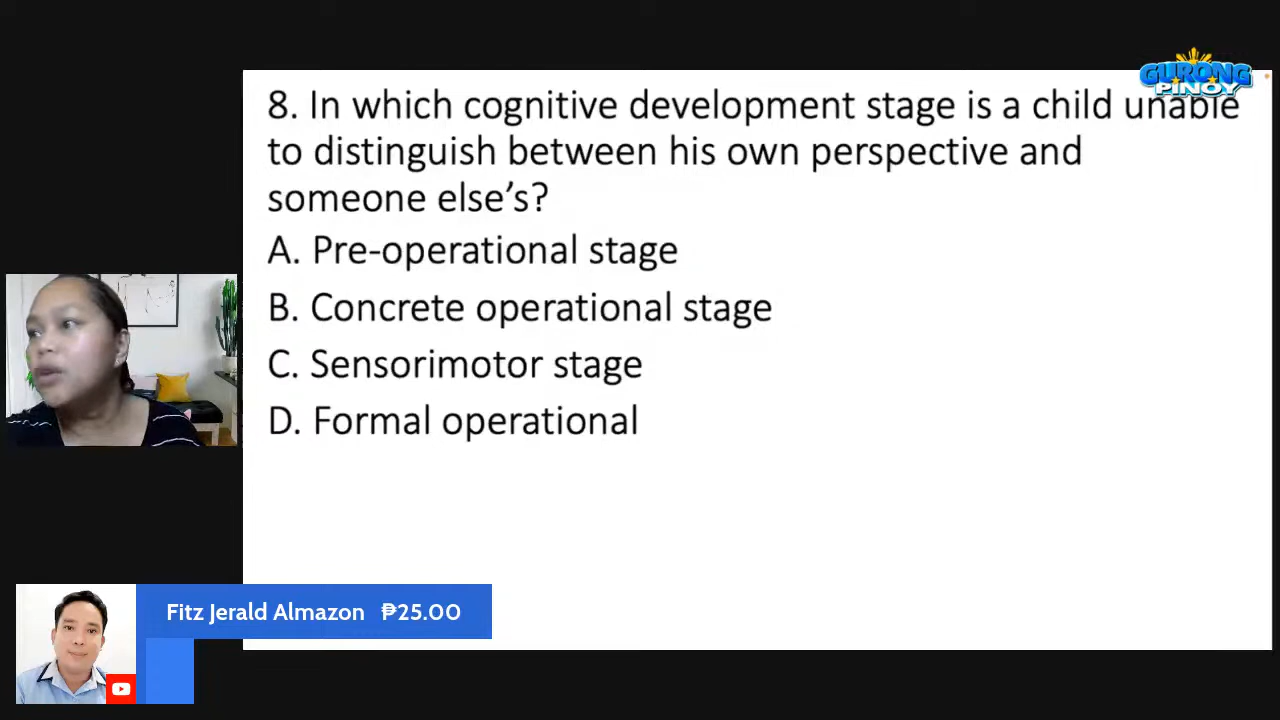 GURONG
PINOY
8. In which cognitive development stage is a child unable
to distinguish between his own perspective and
someone else’s?
A. Pre-operational stage
B. Concrete operational stage
C. Sensorimotor stage
D. Formal operational
Fitz Jerald Almazon ₱25.00